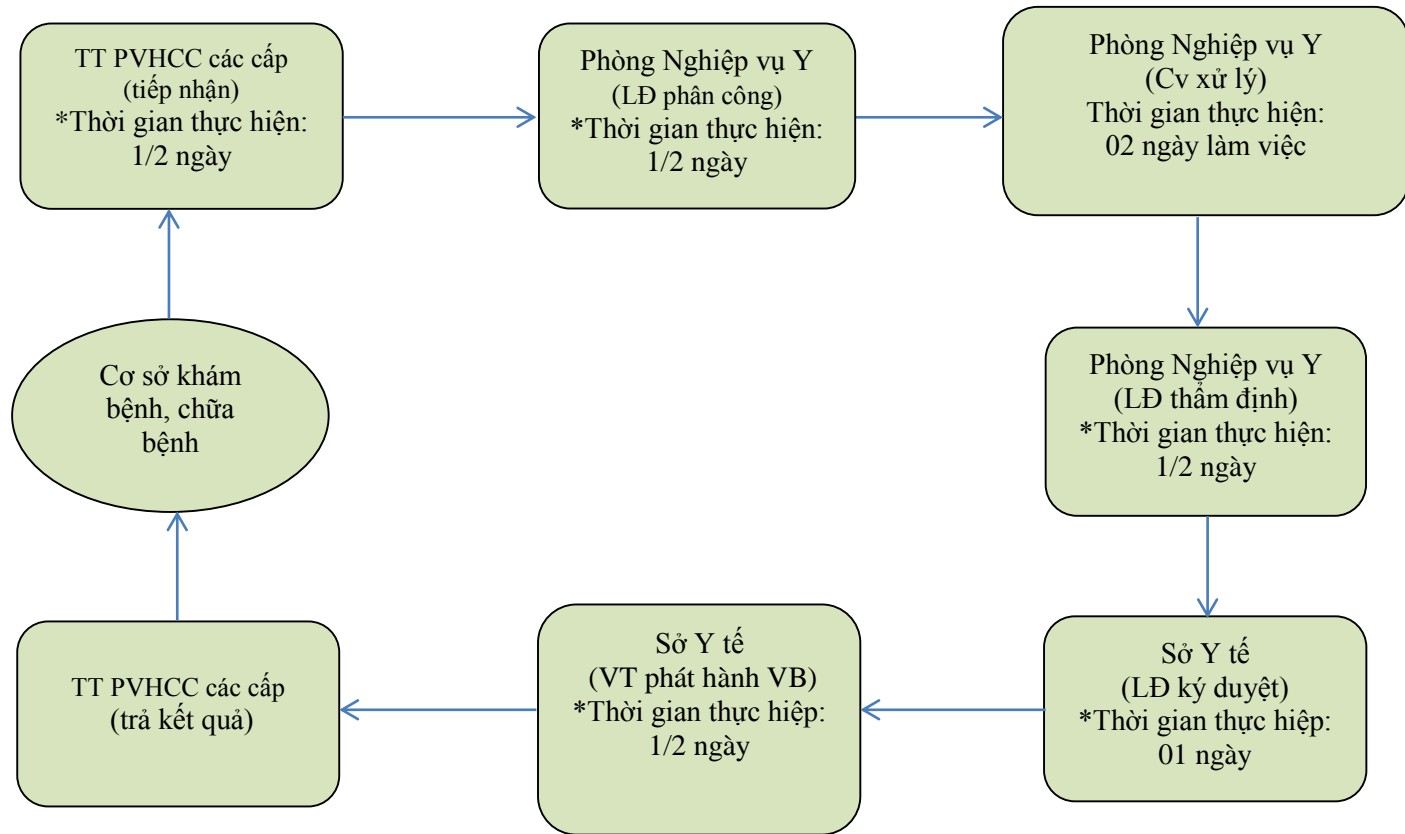 TT PVHCC các cấp
(tiếp nhận)
*Thời gian thực hiện:
1/2 ngày
Phòng Nghiệp vụ Y
(LĐ phân công)
*Thời gian thực hiện:
1/2 ngày
Phòng Nghiệp vụ Y
(Cv xử lý)
Thời gian thực hiện:
02 ngày làm việc
Phòng Nghiệp vụ Y
(LĐ thẩm định)
*Thời gian thực hiện:
1/2 ngày
Sở Y tế
(LĐ ký duyệt)
*Thời gian thực hiệp:
01 ngày
Sở Y tế
(VT phát hành VB)
*Thời gian thực hiệp:
1/2 ngày
TT PVHCC các cấp
(trả kết quả)
Cơ sở khám
bệnh, chữa
bệnh